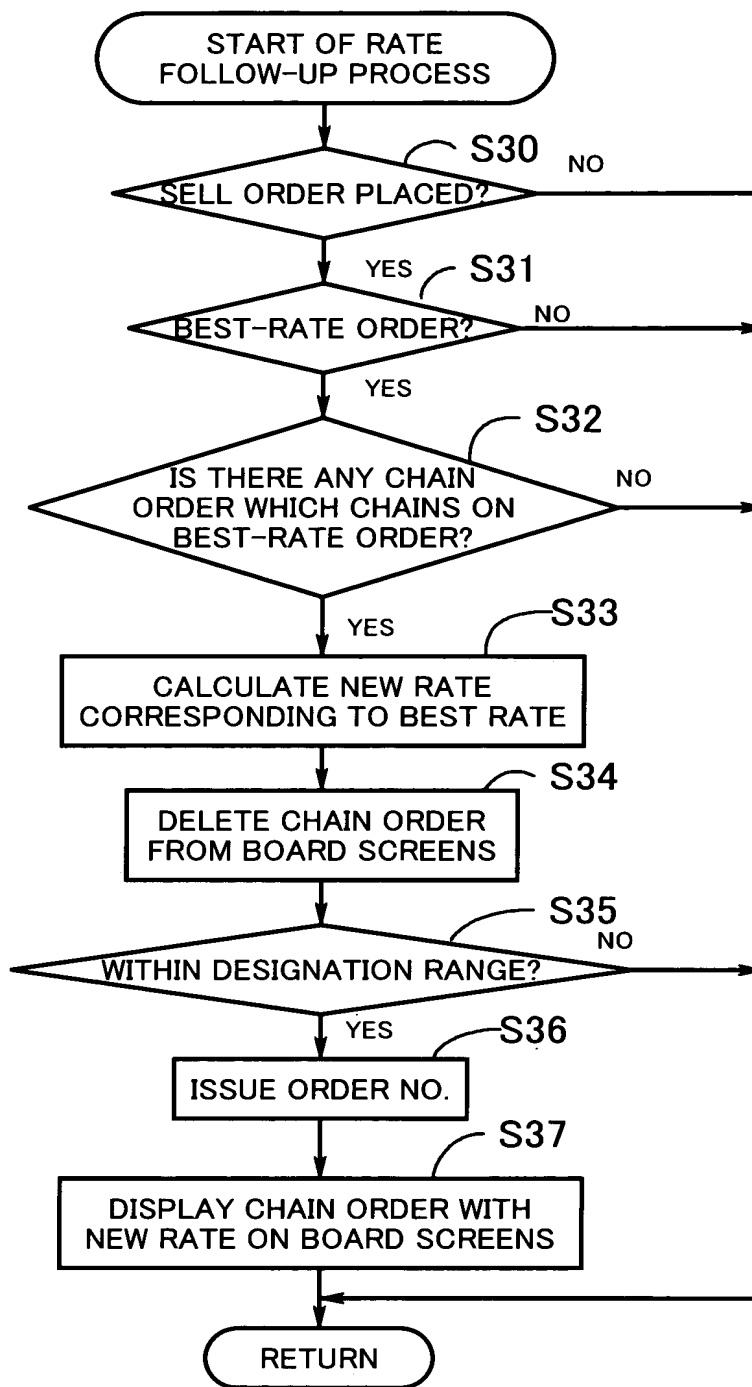 START OF RATE
FOLLOW-UP PROCESS
S30
NO
SELL ORDER PLACED?
YES
S31
NO
BEST-RATE ORDER?
YES
S32
IS THERE ANY CHAIN
ORDER WHICH CHAINS ON
BEST-RATE ORDER?
NO
YES
S33
CALCULATE NEW RATE
CORRESPONDING TO BEST RATE
S34
DELETE CHAIN ORDER
FROM BOARD SCREENS
S35
NO
WITHIN DESIGNATION RANGE?
YES
S36
ISSUE ORDER NO.
S37
DISPLAY CHAIN ORDER WITH
NEW RATE ON BOARD SCREENS
RETURN